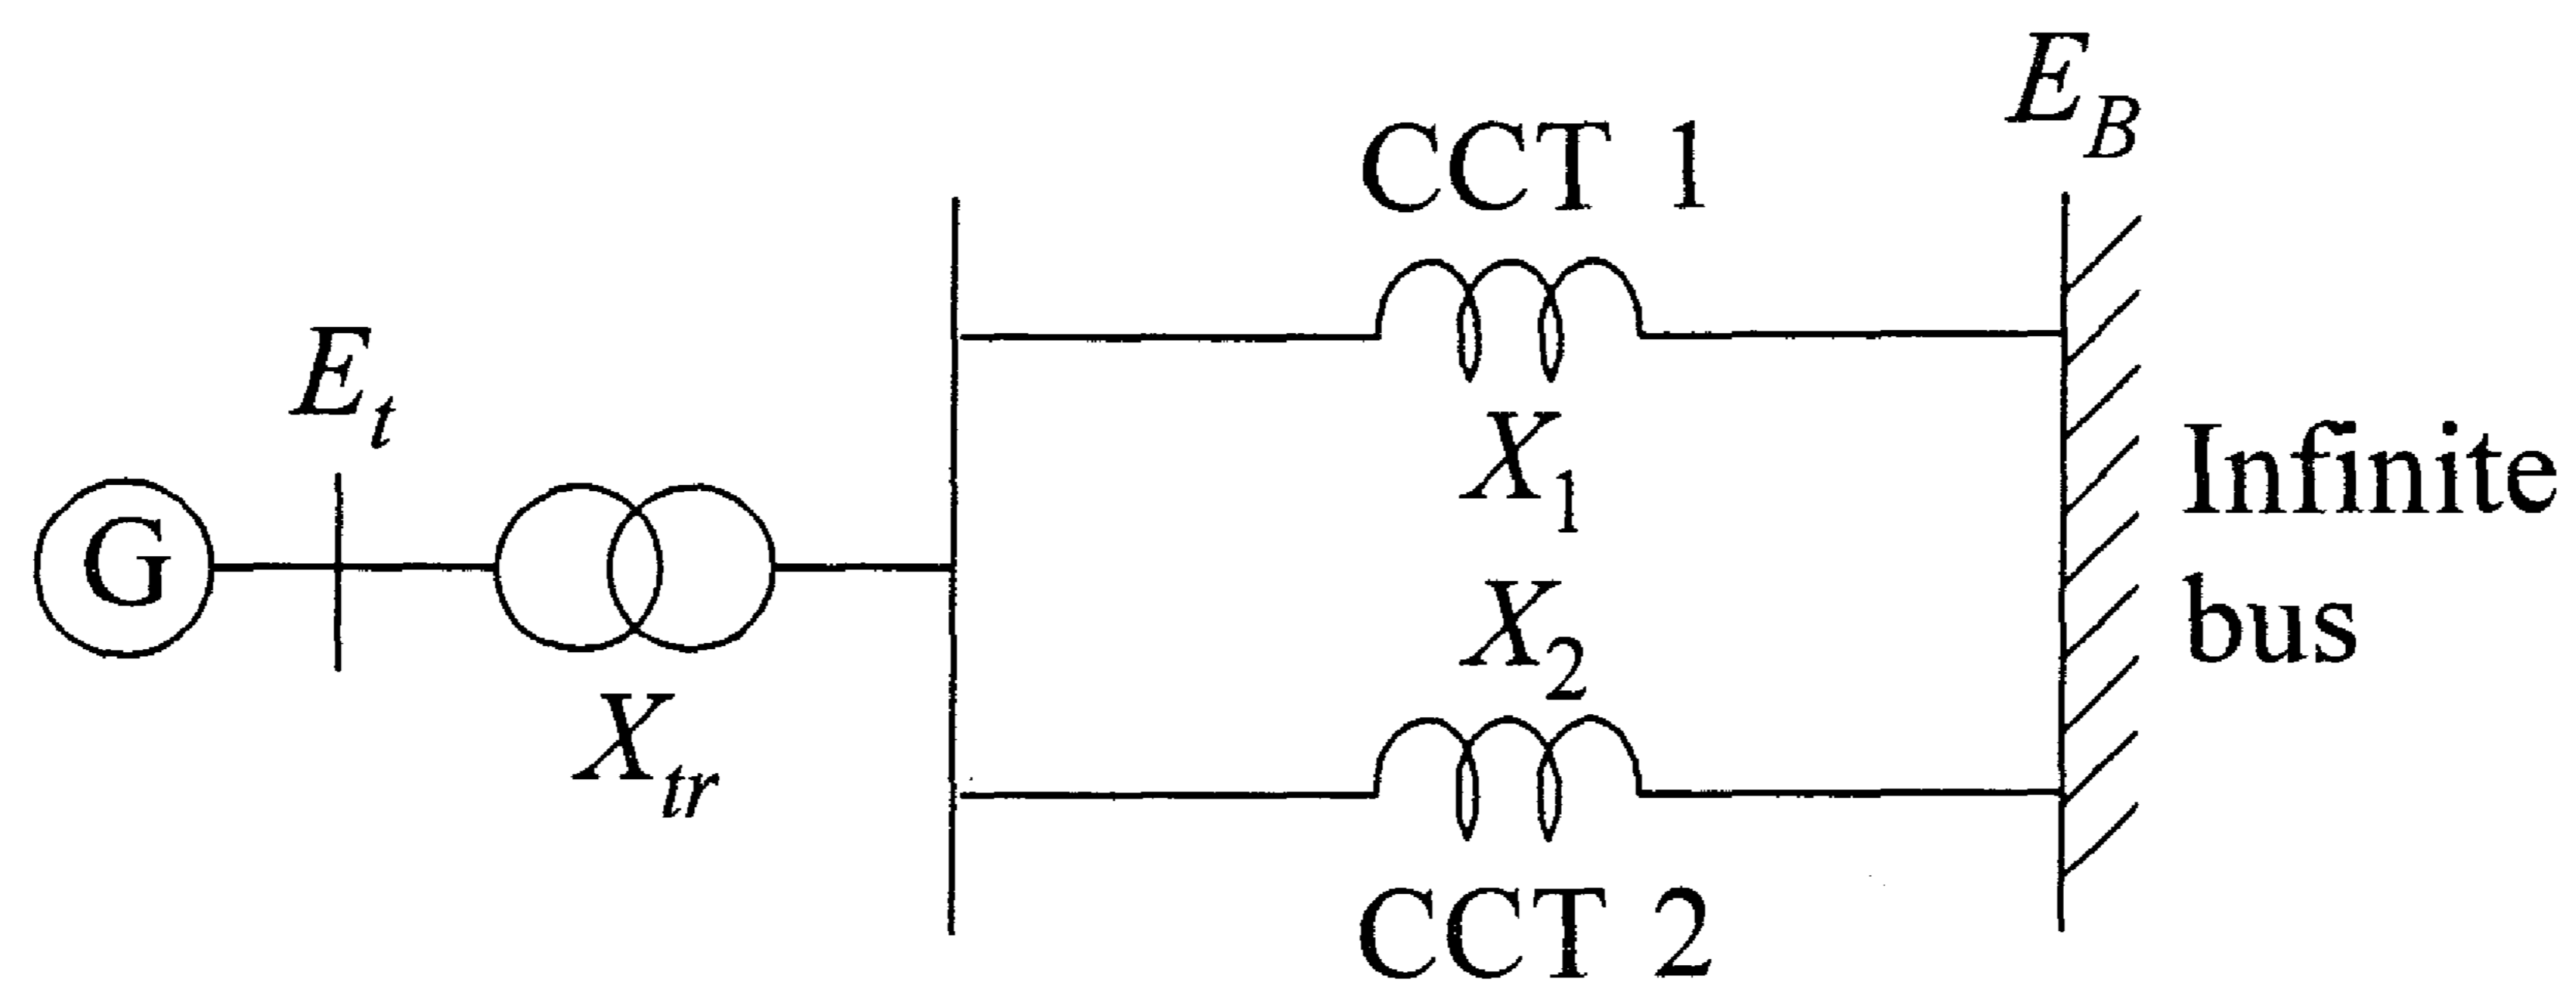 E_B
CCT 1
E_t
X_1
Infinite
G
X_2
bus
X_tr
CCT 2